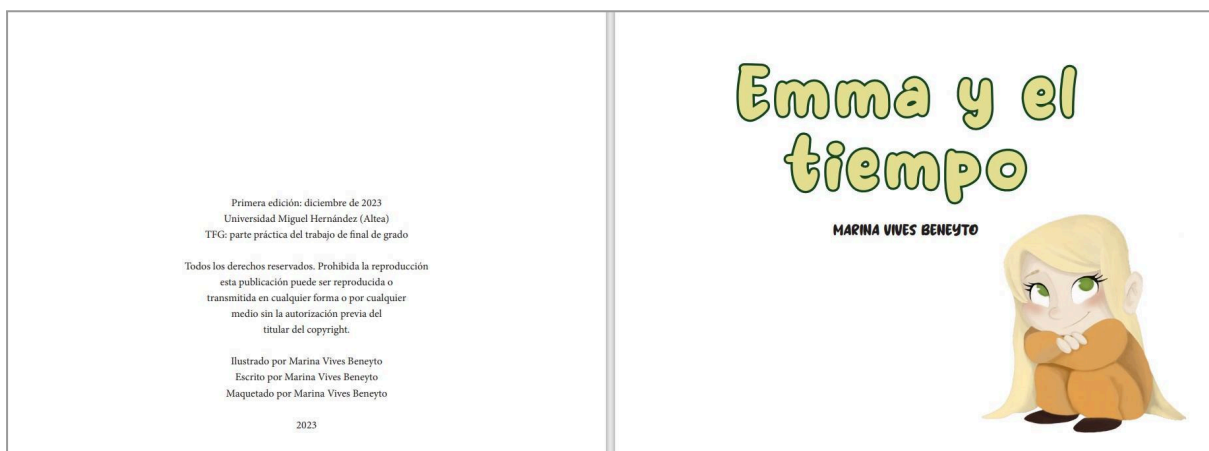 Primera edición: diciembre de 2023
Universidad Miguel Hernández (Altea)
TFG: parte práctica del trabajo de final de grado
Todos los derechos reservados. Prohibida la reproducción
esta publicación puede ser reproducida o
transmitida en cualquier forma o por cualquier
medio sin la autorización previa del
titular del copyright.
Ilustrado por Marina Vives Beneyto
Escrito por Marina Vives Beneyto
Maquetado por Marina Vives Beneyto
2023
Emma y el
tiempo
MARINA VIVES BENEYTO